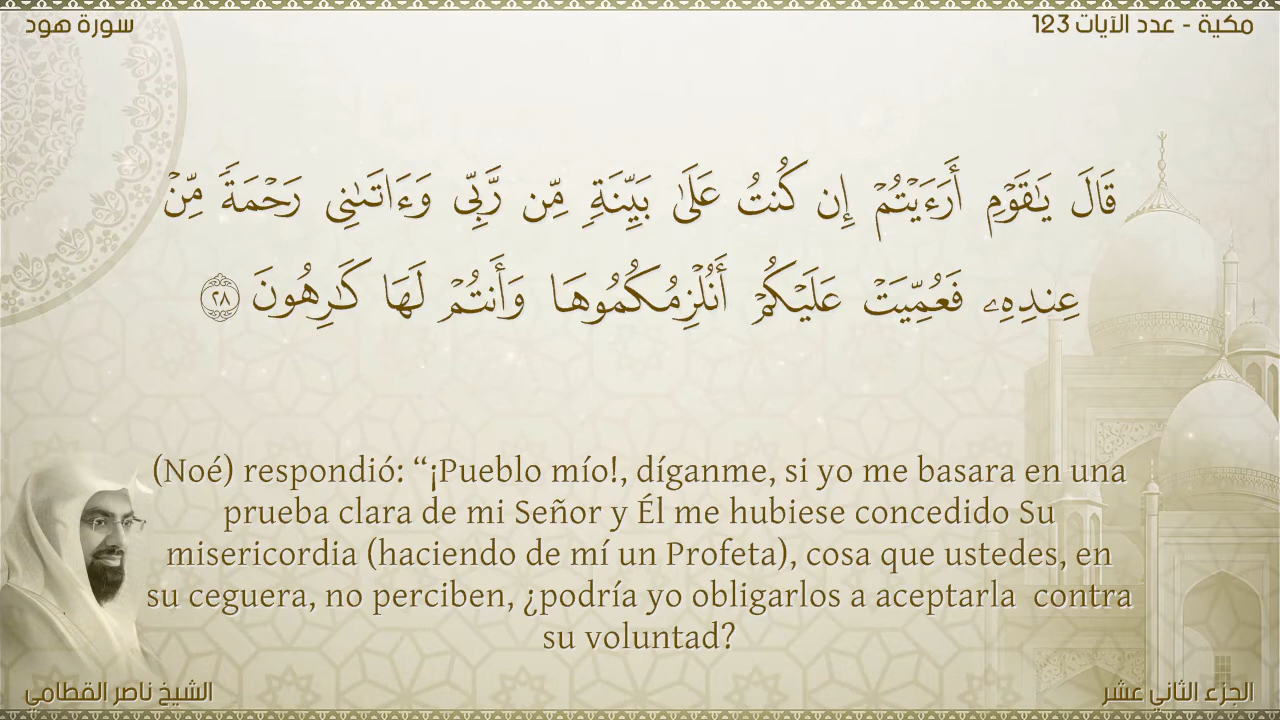 مكية - عدد الآيات 123
سورة هود
قَالَ يَٰقَوْمِ أَرَءَيْتُمْ إِن كُنتُ عَلَىٰ بَيِّنَةٍ مِّن رَّبِّى وَءَاتَىٰنِى رَحْمَةً مِّنْ
عِندِهِۦ فَعُمِّيَتْ عَلَيْكُمْ أَنُلْزِمُكُمُوهَا وَأَنتُمْ لَهَا كَٰرِهُونَ ٢٨
(Noé) respondió: “¡Pueblo mío!, díganme, si yo me basara en una
prueba clara de mi Señor y Él me hubiese concedido Su
misericordia (haciendo de mí un Profeta), cosa que ustedes, en
su ceguera, no perciben, ¿podría yo obligarlos a aceptarla  contra
su voluntad?
الجزء الثاني عشر
الشيخ ناصر القطامي